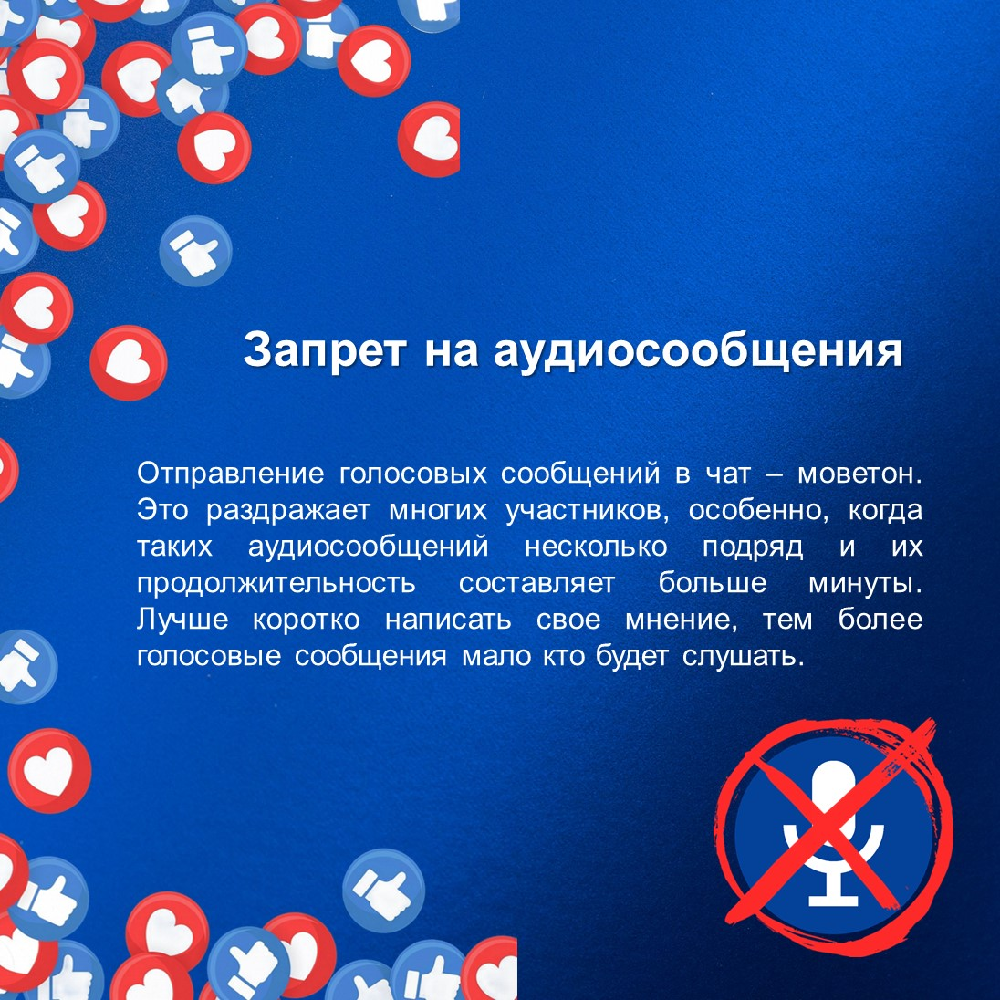 Запрет на аудиосообщения
Отправление голосовых сообщений в чат – моветон.
Это раздражает многих участников, особенно, когда
таких аудиосообщений несколько подряд и их
продолжительность составляет больше минуты.
Лучше коротко написать свое мнение, тем более
голосовые сообщения мало кто будет слушать.